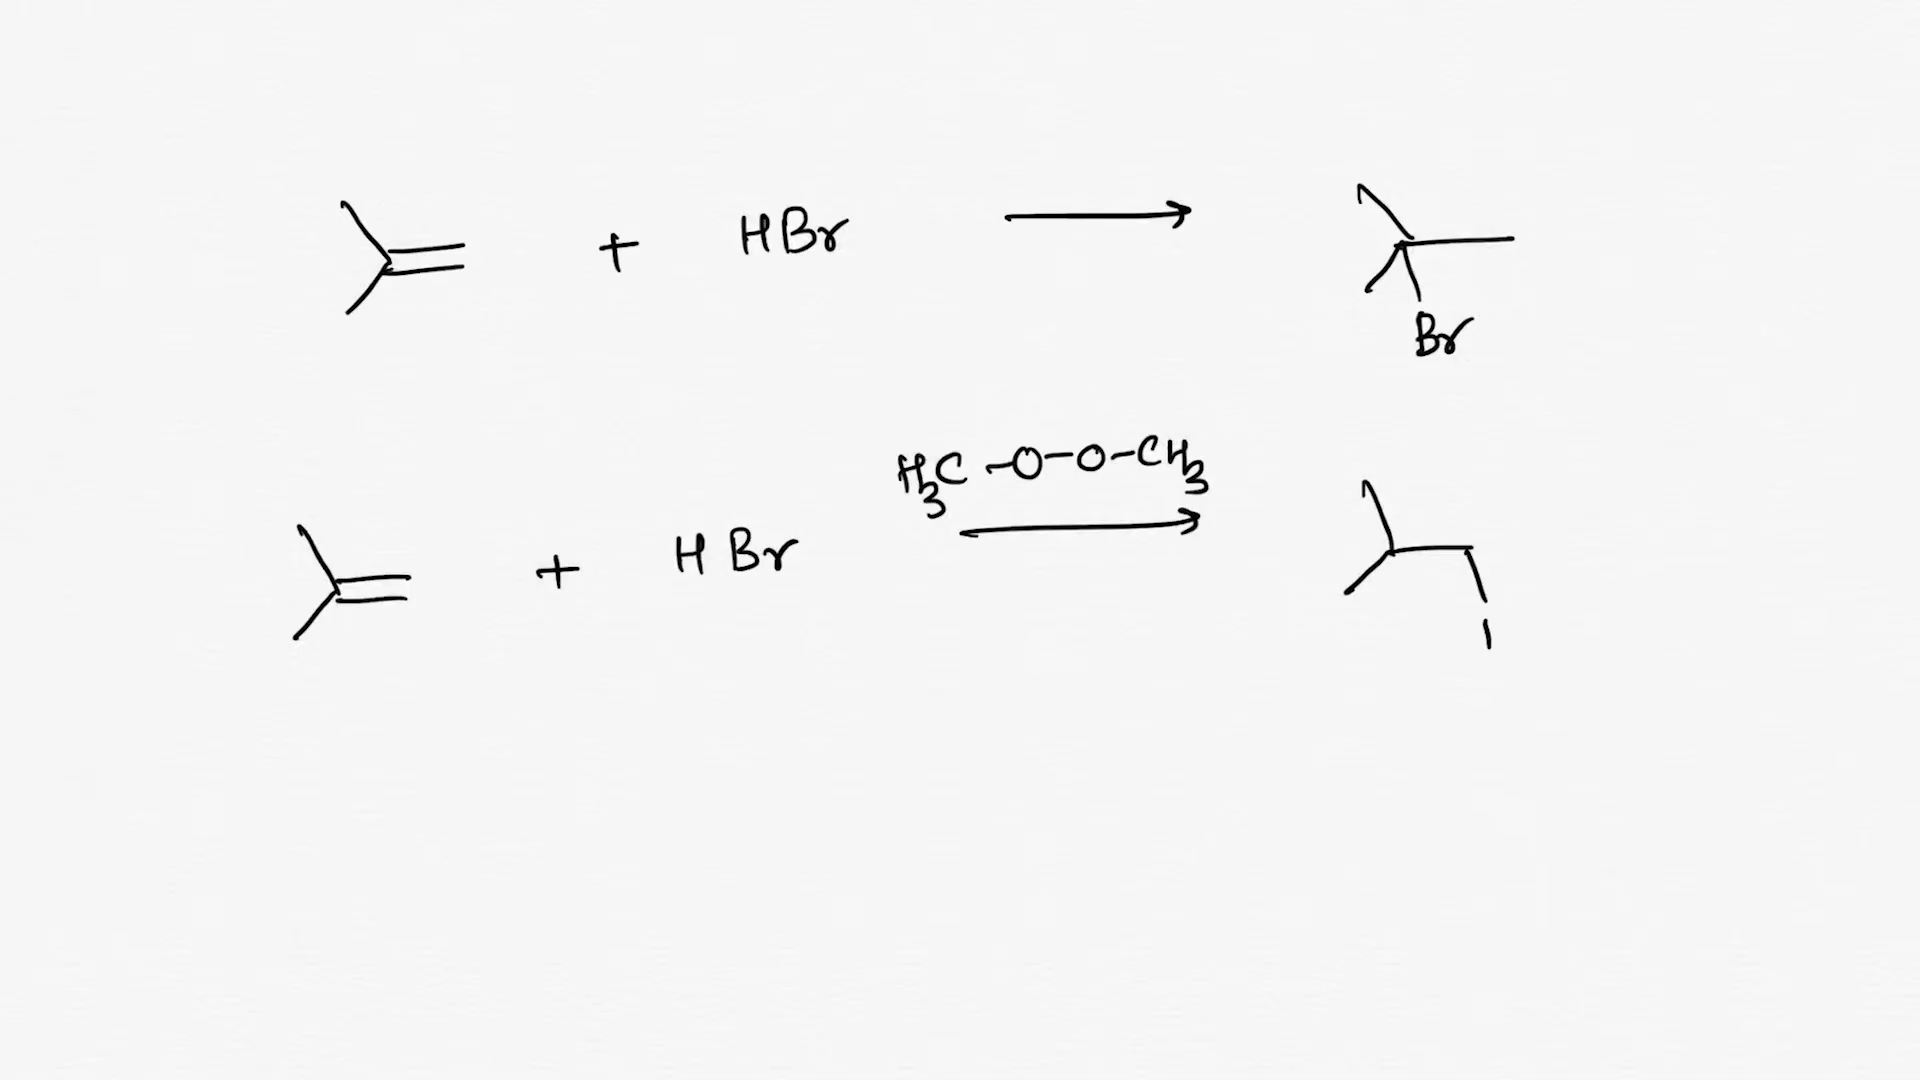 + HBr →
Br
H3C-O-O-CH3
+ HBr →